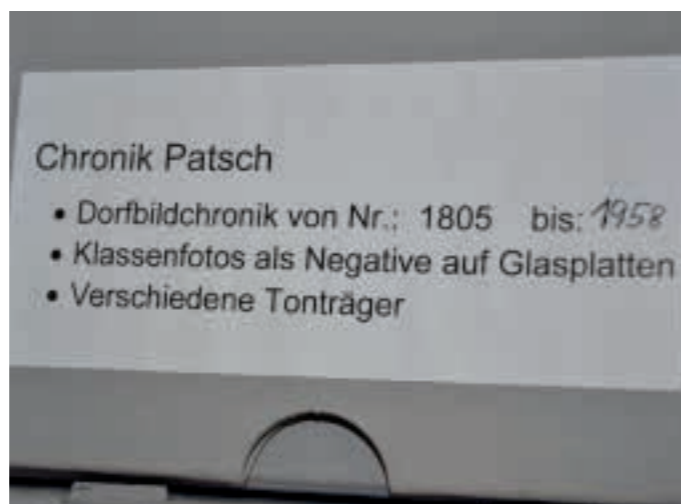 Chronik Patsch
• Dorfbildchronik von Nr.: 1805 bis: 1958
• Klassenfotos als Negative auf Glasplatten
• Verschiedene Tonträger